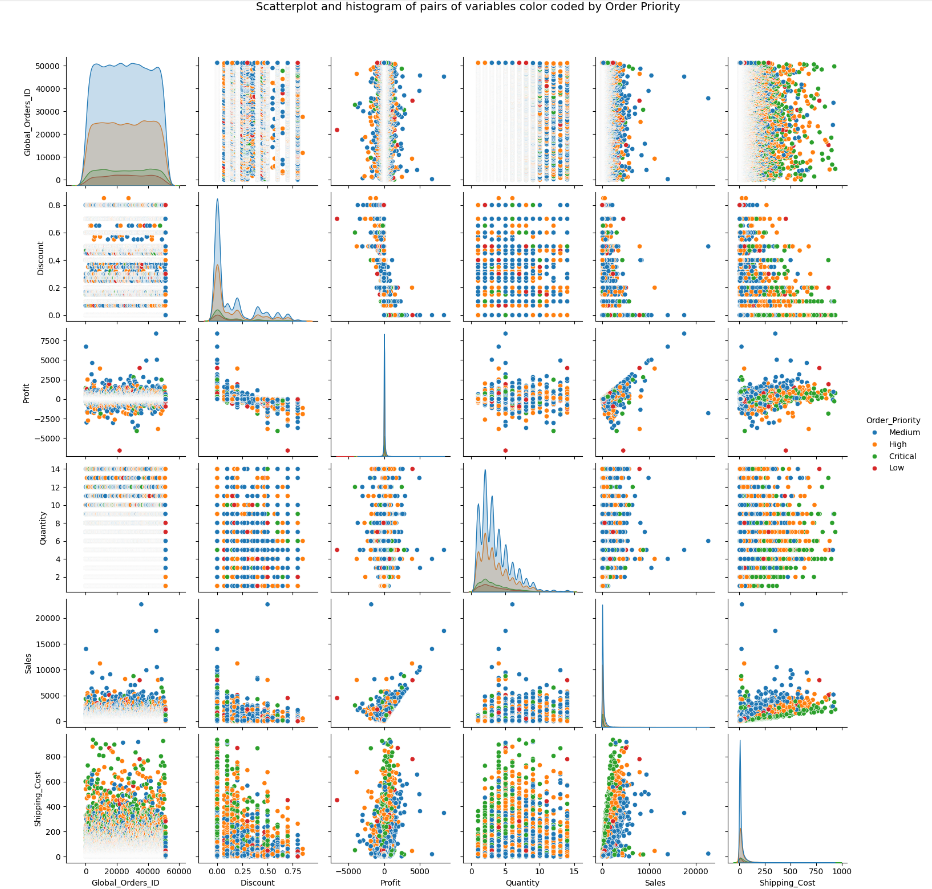 Scatterplot and histogram of pairs of variables color coded by Order Priority
50000
40000
30000
20000
10000
0
Global_Orders_ID
0.8
0.6
0.4
0.2
0.0
Discount
7500
5000
2500
0
−2500
−5000
Profit
14
12
10
8
6
4
2
Quantity
20000
15000
10000
5000
0
Sales
800
600
400
200
0
Shipping_Cost
Order_Priority
Medium
High
Critical
Low
0 20000 40000 60000
Global_Orders_ID
0.00 0.25 0.50 0.75
Discount
−5000 0 5000
Profit
0 5 10 15
Quantity
0 10000 20000
Sales
0 250 500 750 1000
Shipping_Cost